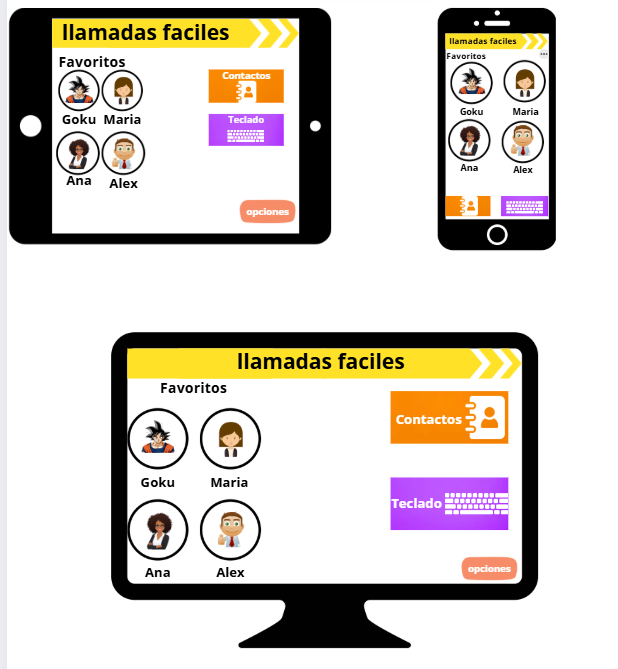 llamadas faciles
Favoritos
Contactos
Goku Maria
Teclado
Ana Alex
opciones
llamadas faciles
Favoritos
Goku Maria
Ana Alex
llamadas faciles
Favoritos
Contactos
Goku Maria
Teclado
Ana Alex
opciones